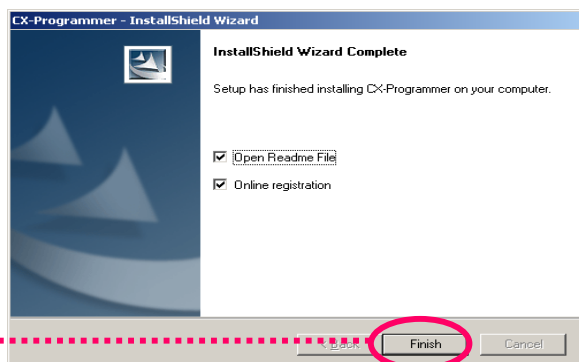 CX-Programmer - InstallShield Wizard
InstallShield Wizard Complete
Setup has finished installing CX-Programmer on your computer.
Open Readme File
Online registration
< Back Finish Cancel